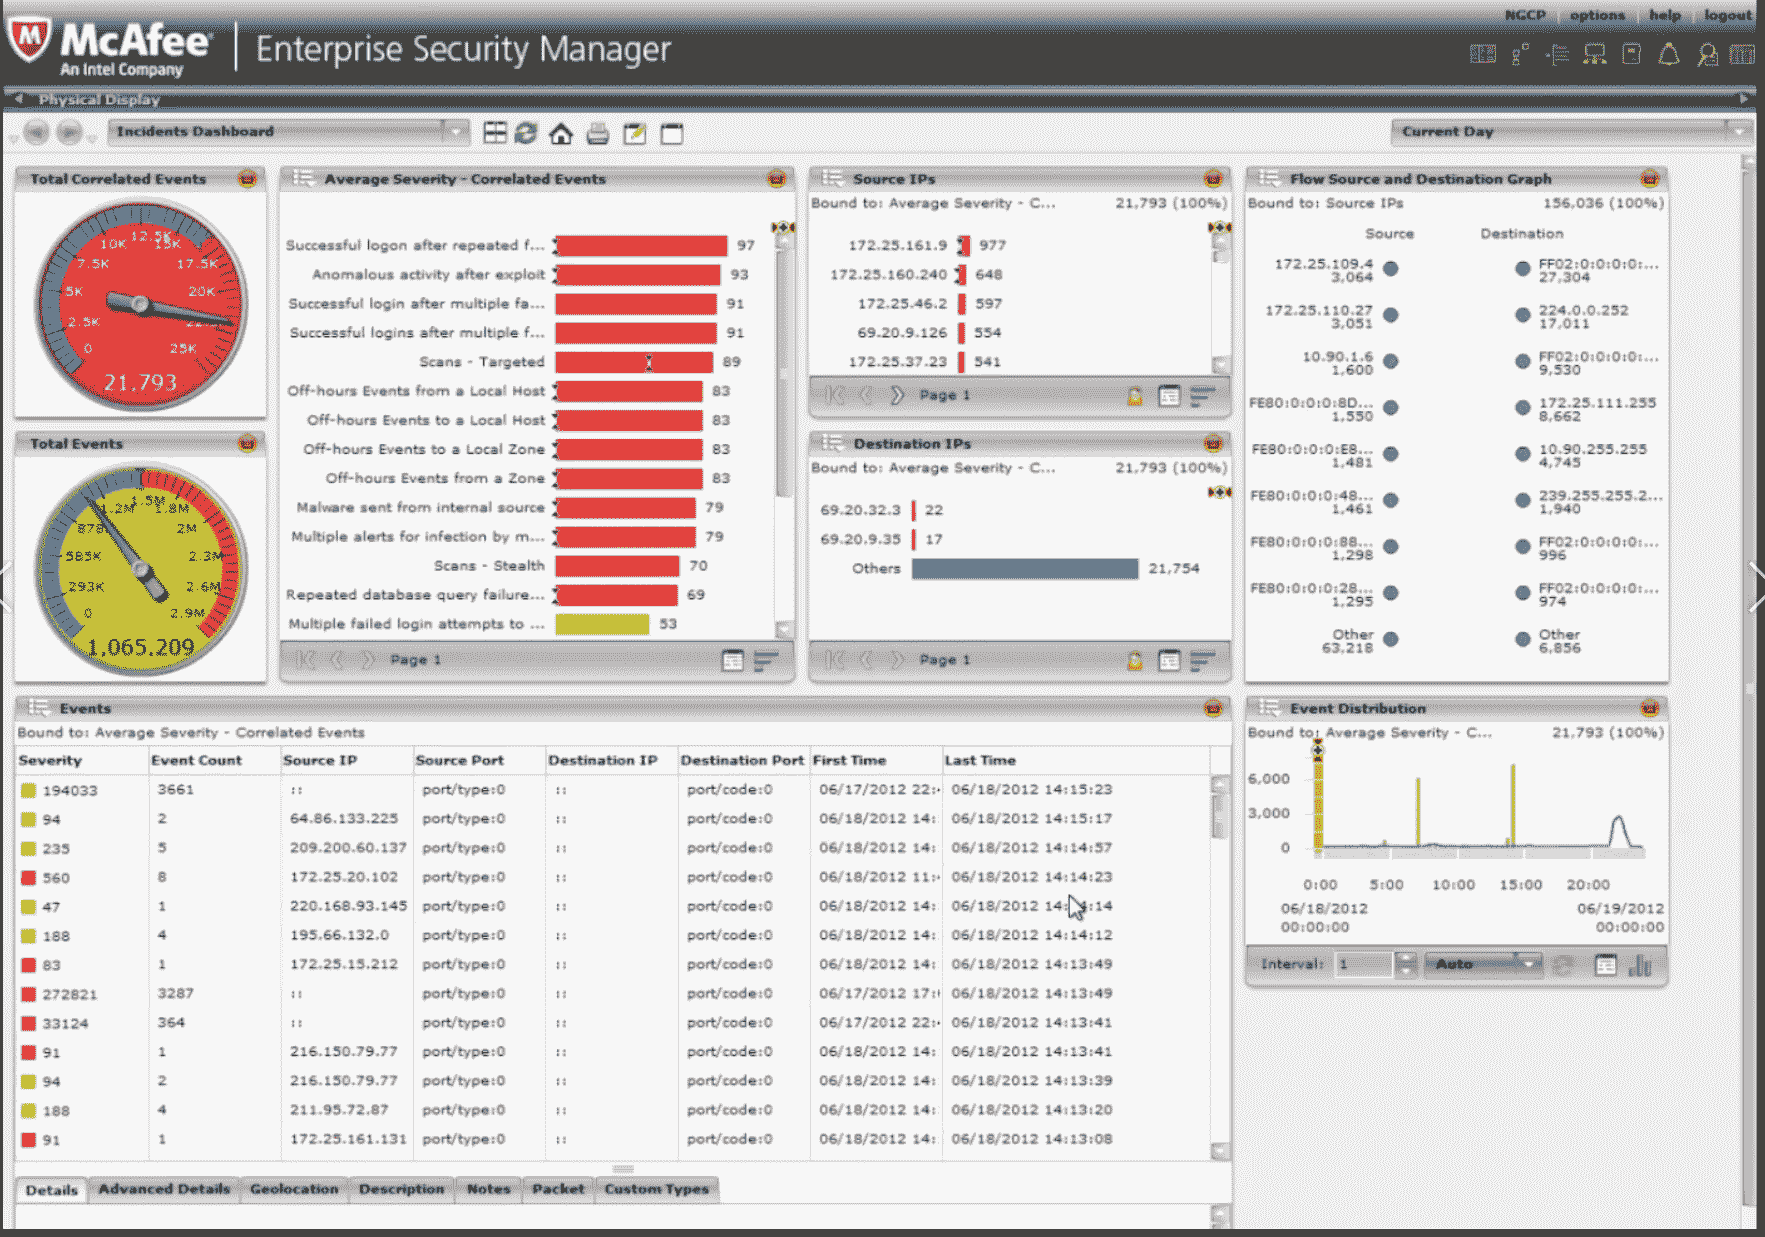 NGCP options help logout
McAfee
An Intel Company
Enterprise Security Manager
Physical Display
Incidents Dashboard
Current Day
Total Correlated Events
0
2.5K
5K
7.5K
10K
12.5K
15K
17.5K
20K
25K
21,793
Total Events
0
293K
585K
1.2M
1.5M
1.8M
2M
2.3M
2.6M
2.9M
1,065,209
Average Severity - Correlated Events
Successful logon after repeated f... 97
Anomalous activity after exploit 93
Successful login after multiple fa... 91
Successful logins after multiple f... 91
Scans - Targeted 89
Off-hours Events from a Local Host 83
Off-hours Events to a Local Host 83
Off-hours Events to a Local Zone 83
Off-hours Events from a Zone 83
Malware sent from internal source 79
Multiple alerts for infection by m... 79
Scans - Stealth 70
Repeated database query failure... 69
Multiple failed login attempts to ... 53
Page 1
Source IPs
Bound to: Average Severity - C... 21,793 (100%)
172.25.161.9 977
172.25.160.240 648
172.25.46.2 597
69.20.9.126 554
172.25.37.23 541
Page 1
Destination IPs
Bound to: Average Severity - C... 21,793 (100%)
69.20.32.3 22
69.20.9.35 17
Others 21,754
Page 1
Flow Source and Destination Graph
Bound to: Source IPs 156,036 (100%)
Source Destination
172.25.109.4 FF02:0:0:0:0:...
3,064 27,304
172.25.110.27 224.0.0.252
3,051 17,011
10.90.1.6 FF02:0:0:0:0:...
1,600 9,530
FE80:0:0:0:8D... 172.25.111.255
1,550 8,662
FE80:0:0:0:E8... 10.90.255.255
1,481 4,745
FE80:0:0:0:48... 239.255.255.2...
1,461 1,940
FE80:0:0:0:88... FF02:0:0:0:0:...
1,298 996
FE80:0:0:0:28... FF02:0:0:0:0:...
1,295 974
Other Other
63,218 6,856
Events
Bound to: Average Severity - Correlated Events
Severity Event Count Source IP Source Port Destination IP Destination Port First Time Last Time
194033 3661 :: port/type:0 :: port/code:0 06/17/2012 22: 06/18/2012 14:15:23
94 2 64.86.133.225 port/type:0 :: port/code:0 06/18/2012 14: 06/18/2012 14:15:17
235 5 209.200.60.137 port/type:0 :: port/code:0 06/18/2012 14: 06/18/2012 14:14:57
560 8 172.25.20.102 port/type:0 :: port/code:0 06/18/2012 11: 06/18/2012 14:14:23
47 1 220.168.93.145 port/type:0 :: port/code:0 06/18/2012 14: 06/18/2012 14:14:14
188 4 195.66.132.0 port/type:0 :: port/code:0 06/18/2012 14: 06/18/2012 14:14:12
83 1 172.25.15.212 port/type:0 :: port/code:0 06/18/2012 14: 06/18/2012 14:13:49
272821 3287 :: port/type:0 :: port/code:0 06/17/2012 17: 06/18/2012 14:13:49
33124 364 :: port/type:0 :: port/code:0 06/17/2012 22: 06/18/2012 14:13:41
91 1 216.150.79.77 port/type:0 :: port/code:0 06/18/2012 14: 06/18/2012 14:13:41
94 2 216.150.79.77 port/type:0 :: port/code:0 06/18/2012 14: 06/18/2012 14:13:39
188 4 211.95.72.87 port/type:0 :: port/code:0 06/18/2012 14: 06/18/2012 14:13:20
91 1 172.25.161.131 port/type:0 :: port/code:0 06/18/2012 14: 06/18/2012 14:13:08
Details Advanced Details Geolocation Description Notes Packet Custom Types
Event Distribution
Bound to: Average Severity - C... 21,793 (100%)
6,000
3,000
0
0:00 5:00 10:00 15:00 20:00
06/18/2012 06/19/2012
00:00:00 00:00:00
Interval: 1 Auto